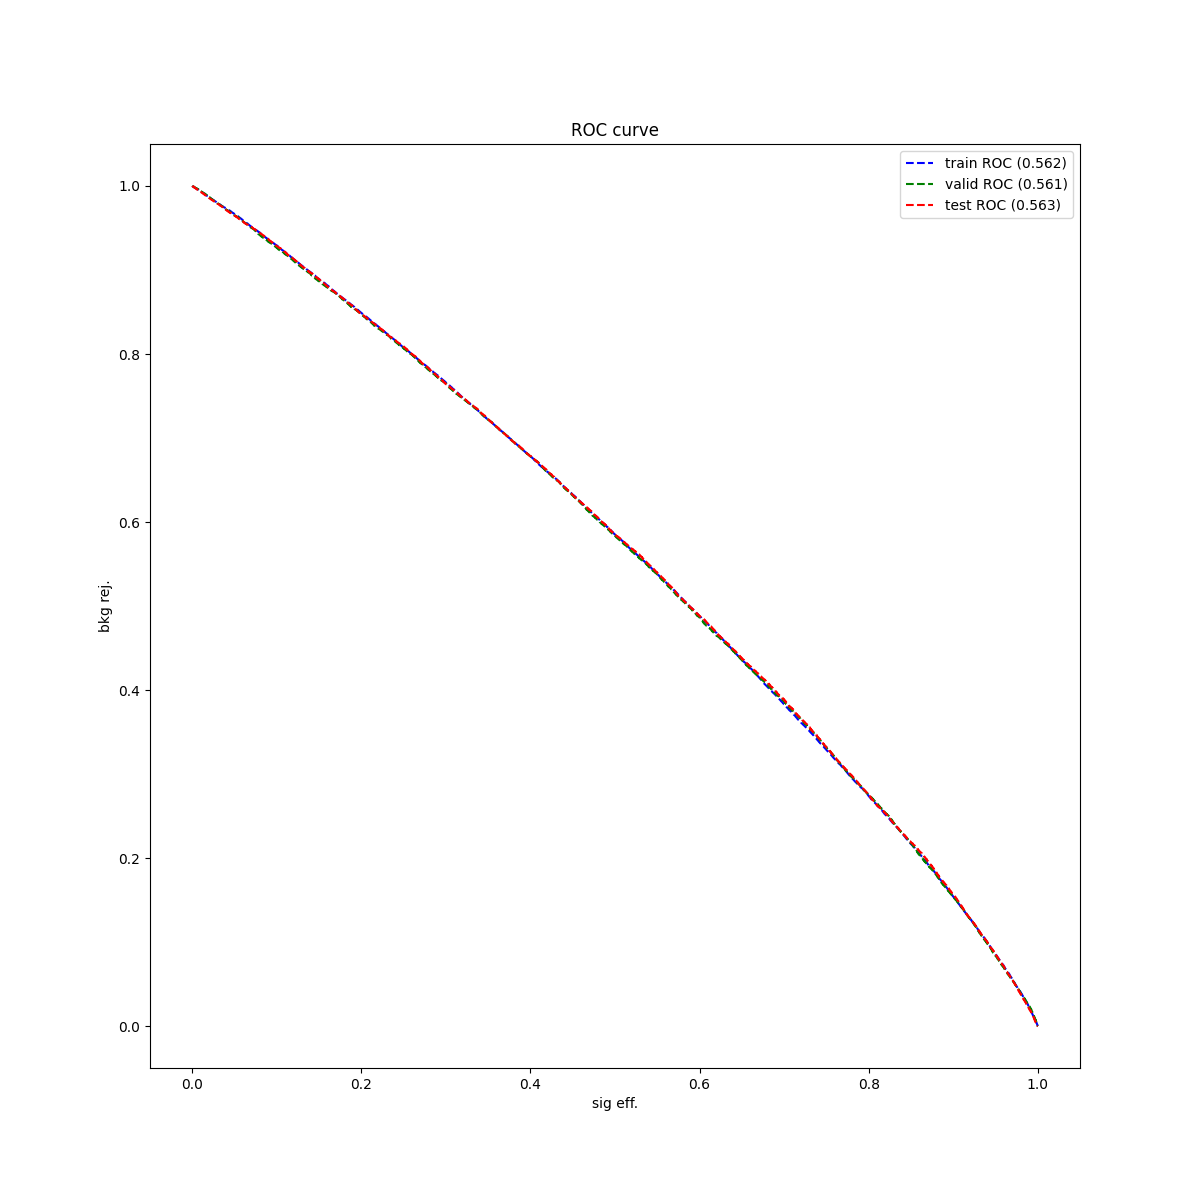 ROC curve
train ROC (0.562)
valid ROC (0.561)
test ROC (0.563)
1.0
0.8
0.6
0.4
0.2
0.0
bkg rej.
0.0 0.2 0.4 0.6 0.8 1.0
sig eff.